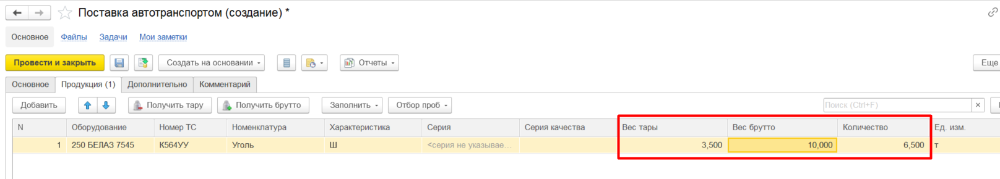 Поставка автотранспортом (создание) *
Основное Файлы Задачи Мои заметки
Провести и закрыть Создать на основании Отчеты Еще
Основное Продукция (1) Дополнительно Комментарий
Добавить Получить тару Получить брутто Заполнить Отбор проб Поиск (Ctrl+F) ×
N Оборудование Номер ТС Номенклатура Характеристика Серия Серия качества Вес тары Вес брутто Количество Ед. изм.
1 250 БЕЛАЗ 7545 К564УУ Уголь Ш <серия не указывае... 3,500 10,000 6,500 т